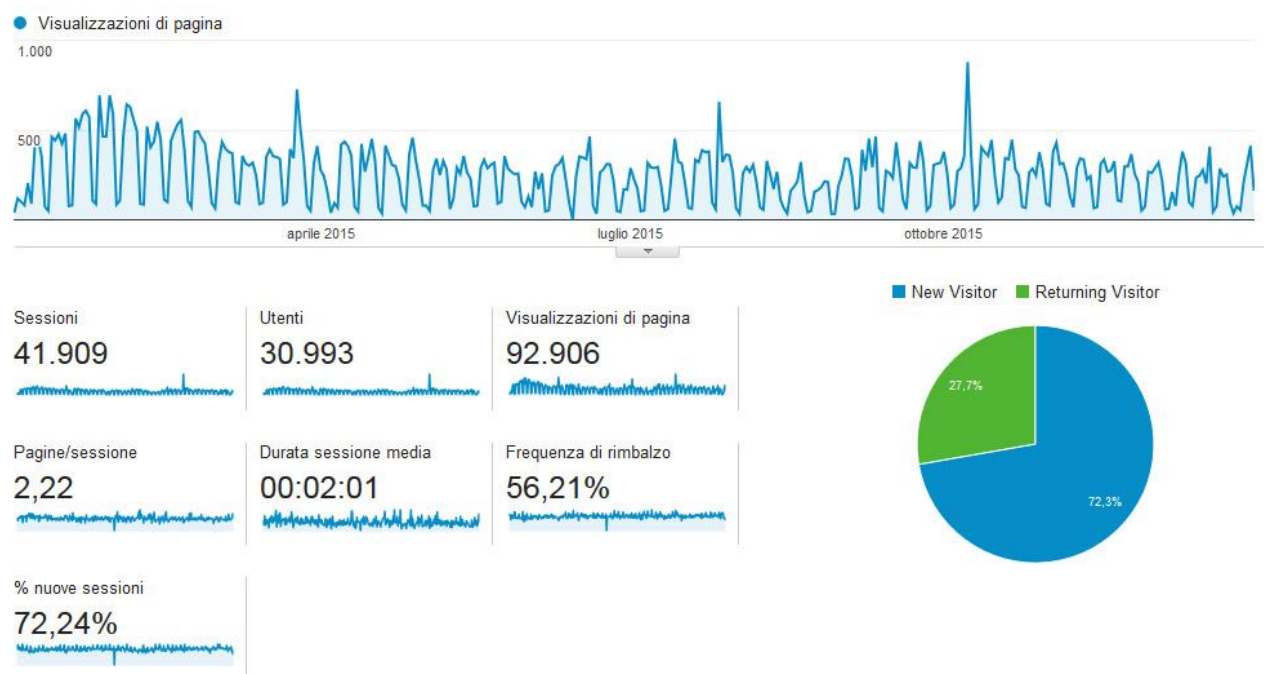 Visualizzazioni di pagina
1.000
500
aprile 2015
luglio 2015
ottobre 2015
New Visitor
Returning Visitor
Sessioni
41.909
Utenti
30.993
Visualizzazioni di pagina
92.906
27,7%
72,3%
Pagine/sessione
2,22
Durata sessione media
00:02:01
Frequenza di rimbalzo
56,21%
% nuove sessioni
72,24%